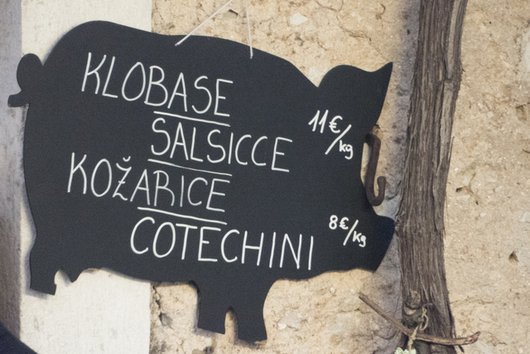 KLOBASE
SALSICCE 11€/kg
KOŽARICE
COTECHINI 8€/kg